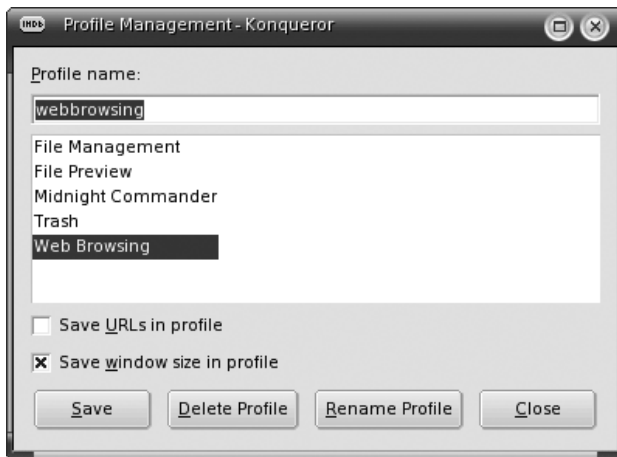 IMDb Profile Management - Konqueror
Profile name:
webbrowsing
File Management
File Preview
Midnight Commander
Trash
Web Browsing
Save URLs in profile
Save window size in profile
Save Delete Profile Rename Profile Close